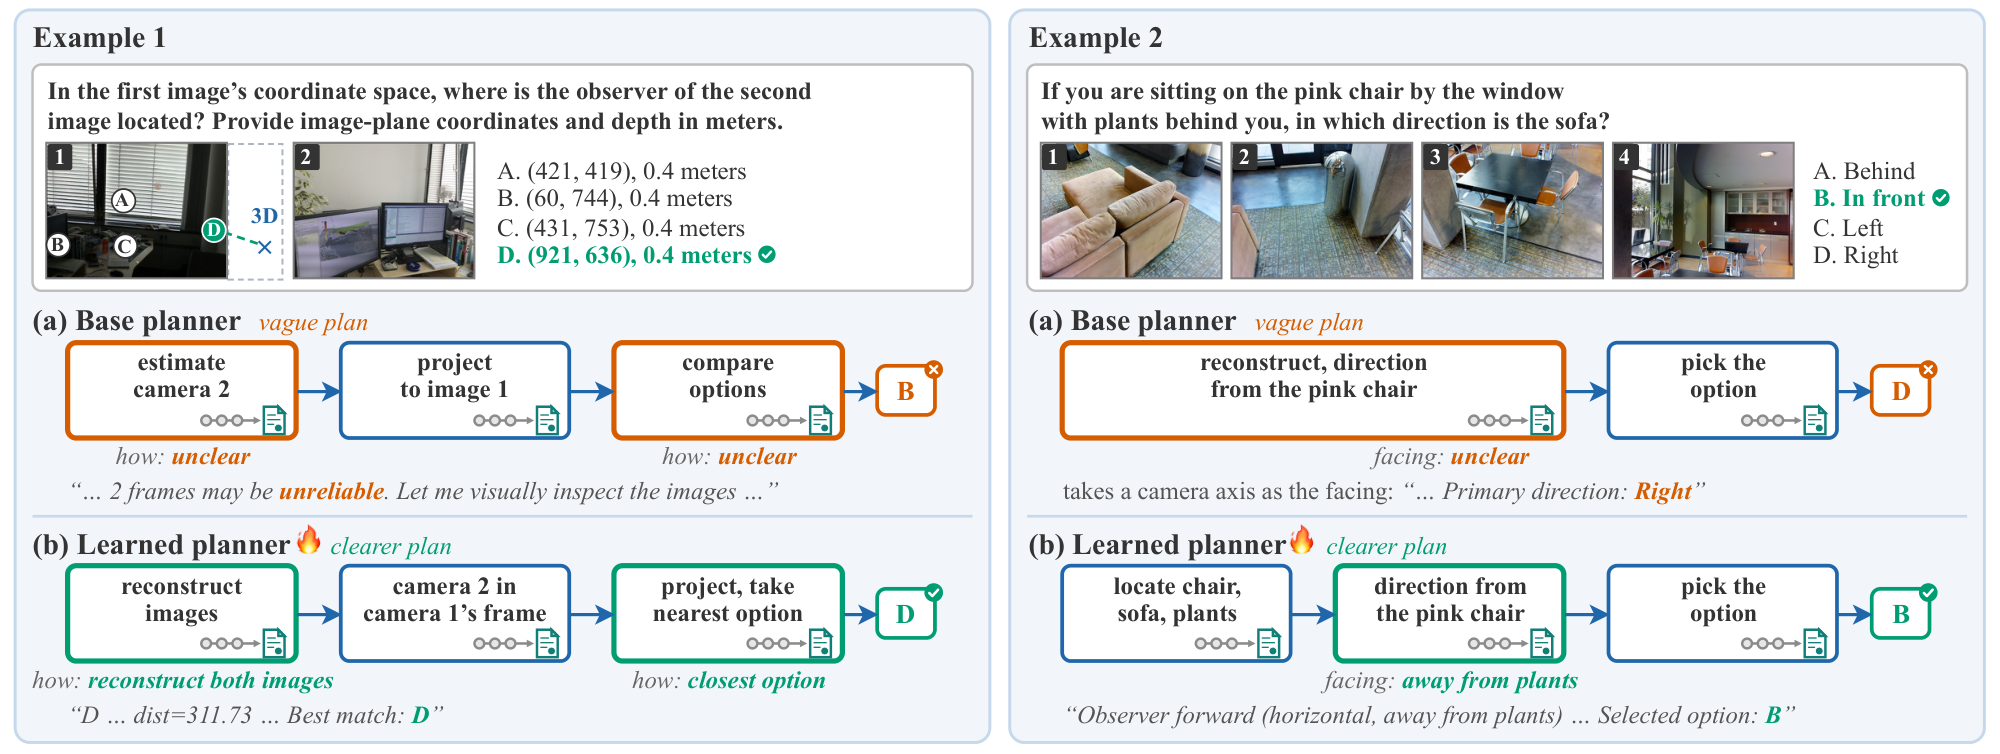 Example 1
In the first image's coordinate space, where is the observer of the second
image located? Provide image-plane coordinates and depth in meters.
1
A
B
C
D
3D
2
A. (421, 419), 0.4 meters
B. (60, 744), 0.4 meters
C. (431, 753), 0.4 meters
D. (921, 636), 0.4 meters
(a) Base planner vague plan
estimate
camera 2
project
to image 1
compare
options
B
how: unclear
how: unclear
“... 2 frames may be unreliable. Let me visually inspect the images ...”
(b) Learned planner clearer plan
reconstruct
images
camera 2 in
camera 1's frame
project, take
nearest option
D
how: reconstruct both images
how: closest option
“D ... dist=311.73 ... Best match: D”
Example 2
If you are sitting on the pink chair by the window
with plants behind you, in which direction is the sofa?
1
2
3
4
A. Behind
B. In front
C. Left
D. Right
(a) Base planner vague plan
reconstruct, direction
from the pink chair
pick the
option
D
facing: unclear
takes a camera axis as the facing: “... Primary direction: Right”
(b) Learned planner clearer plan
locate chair,
sofa, plants
direction from
the pink chair
pick the
option
B
facing: away from plants
“Observer forward (horizontal, away from plants) ... Selected option: B”